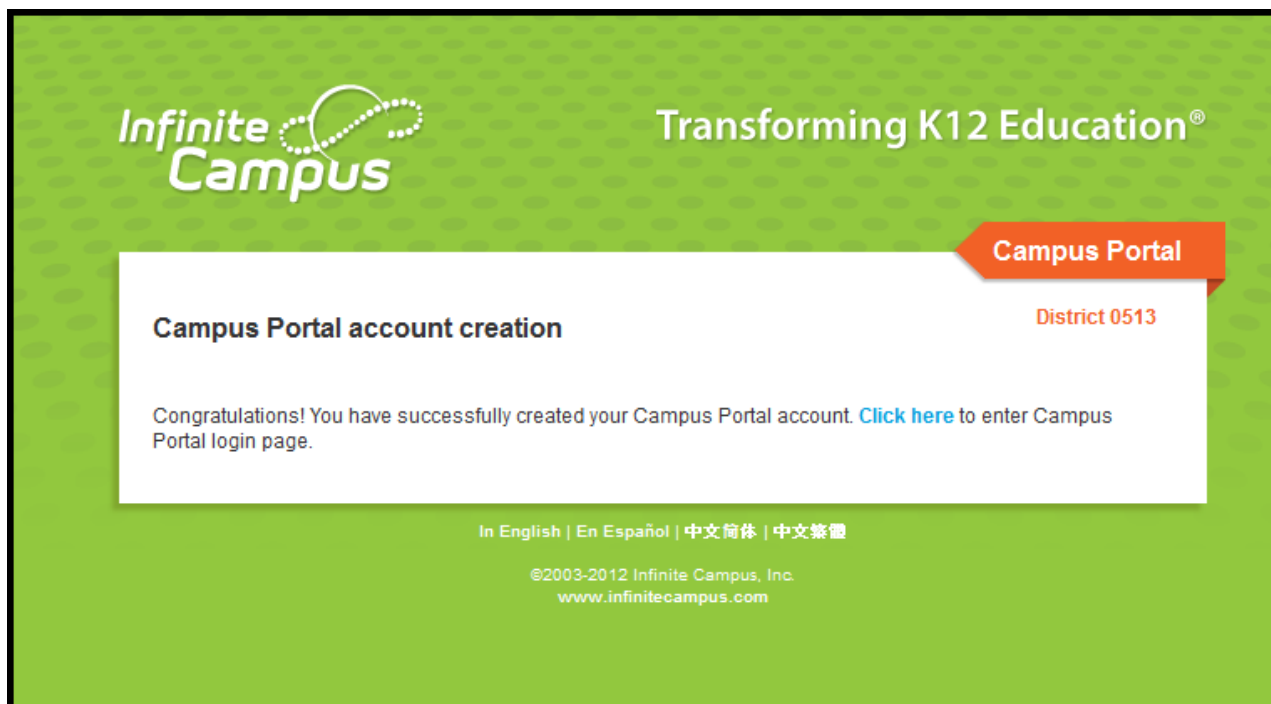 Infinite
Campus
Transforming K12 Education®
Campus Portal
District 0513
Campus Portal account creation
Congratulations! You have successfully created your Campus Portal account. Click here to enter Campus
Portal login page.
In English | En Español | 中文简体 | 中文繁體
©2003-2012 Infinite Campus, Inc.
www.infinitecampus.com